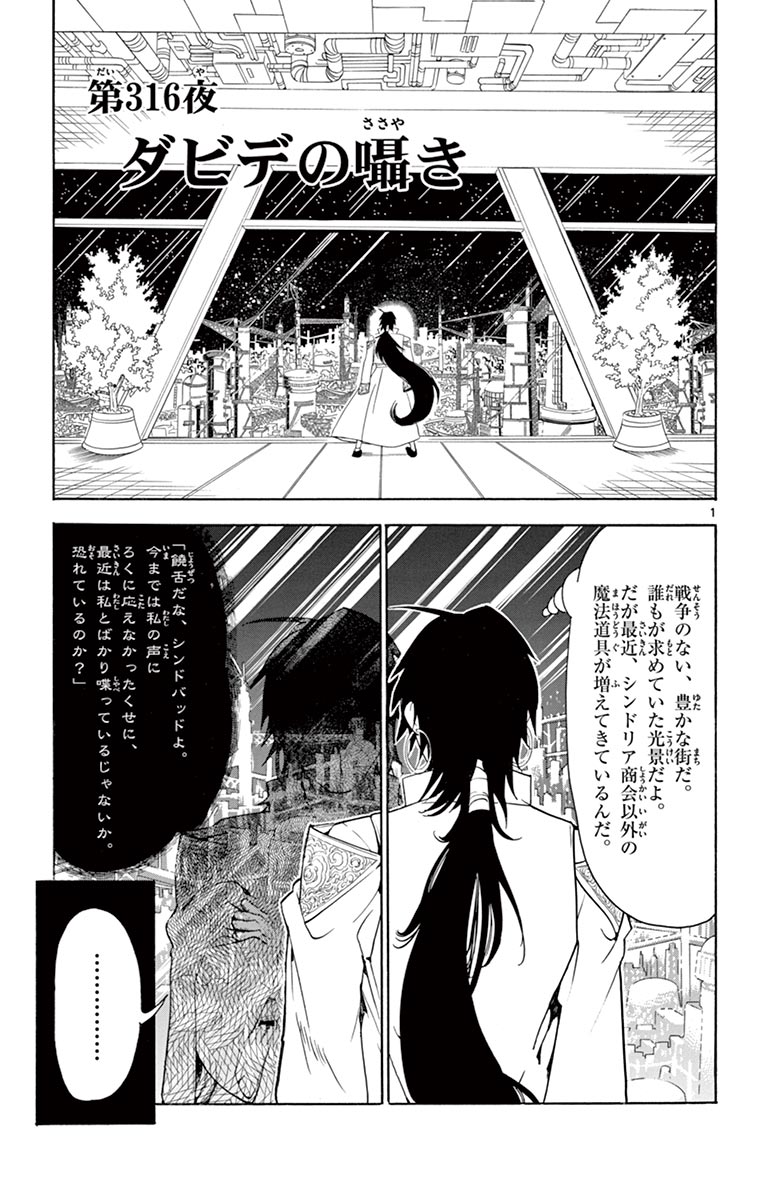 第316夜
ダビデの囁き
1
戦争のない、豊かな街だ。
誰もが求めていた光景だよ。
だが最近、シンドリア商会以外の
魔法道具が増えてきているんだ。
「饒舌だな、シンドバッドよ。
今までは私の声に
ろくに応えなかったくせに、
最近は私とばかり喋っているじゃないか。
恐れているのか？」
…………